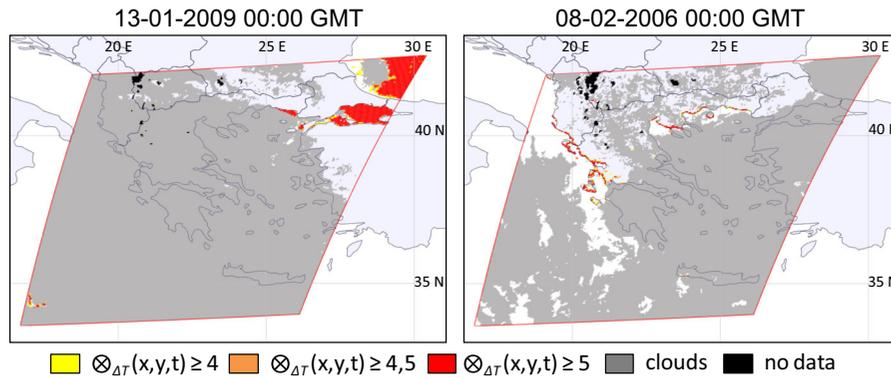 13-01-2009 00:00 GMT
08-02-2006 00:00 GMT
20 E 25 E 30 E
20 E 25 E 30 E
40 N
40 N
35 N
35 N
⊗ΔT(x,y,t) ≥ 4 ⊗ΔT(x,y,t) ≥ 4,5 ⊗ΔT(x,y,t) ≥ 5 clouds no data